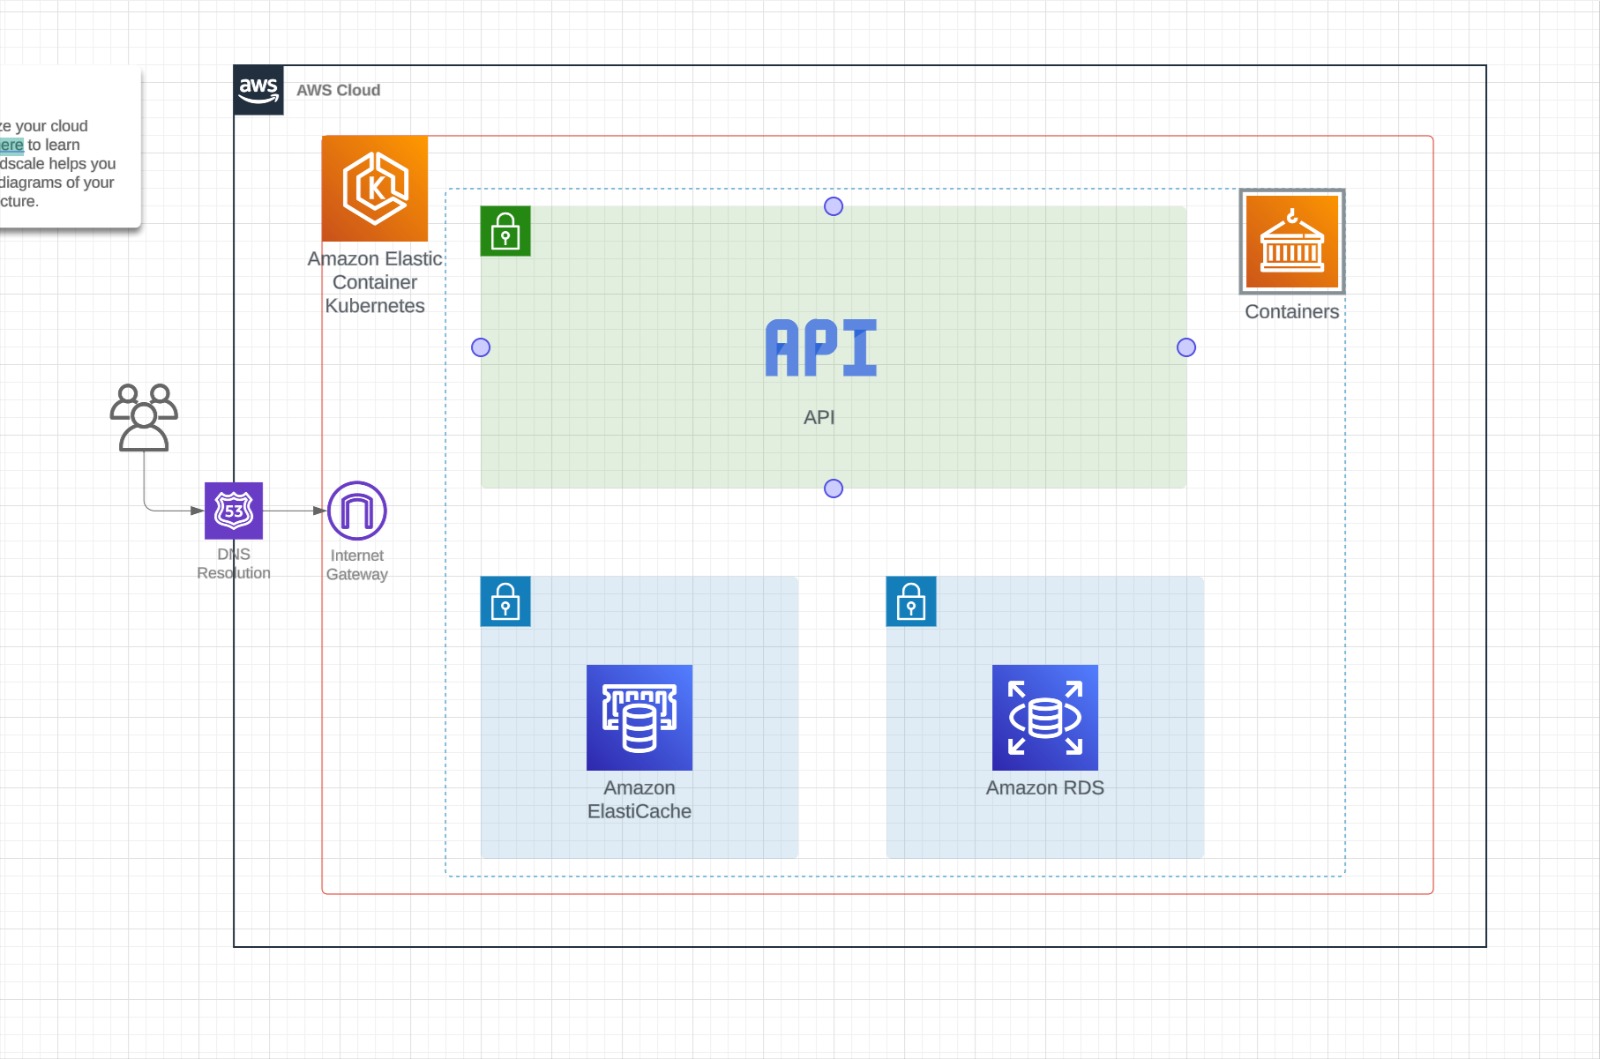 aws
AWS Cloud
ze your cloud
ere to learn
dscale helps you
diagrams of your
cture.
K
Amazon Elastic
Container
Kubernetes
Containers
API
API
53
DNS
Resolution
Internet
Gateway
Amazon
ElastiCache
Amazon RDS